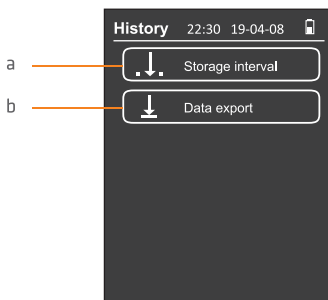 History 22:30 19-04-08
a
Storage interval
b
Data export